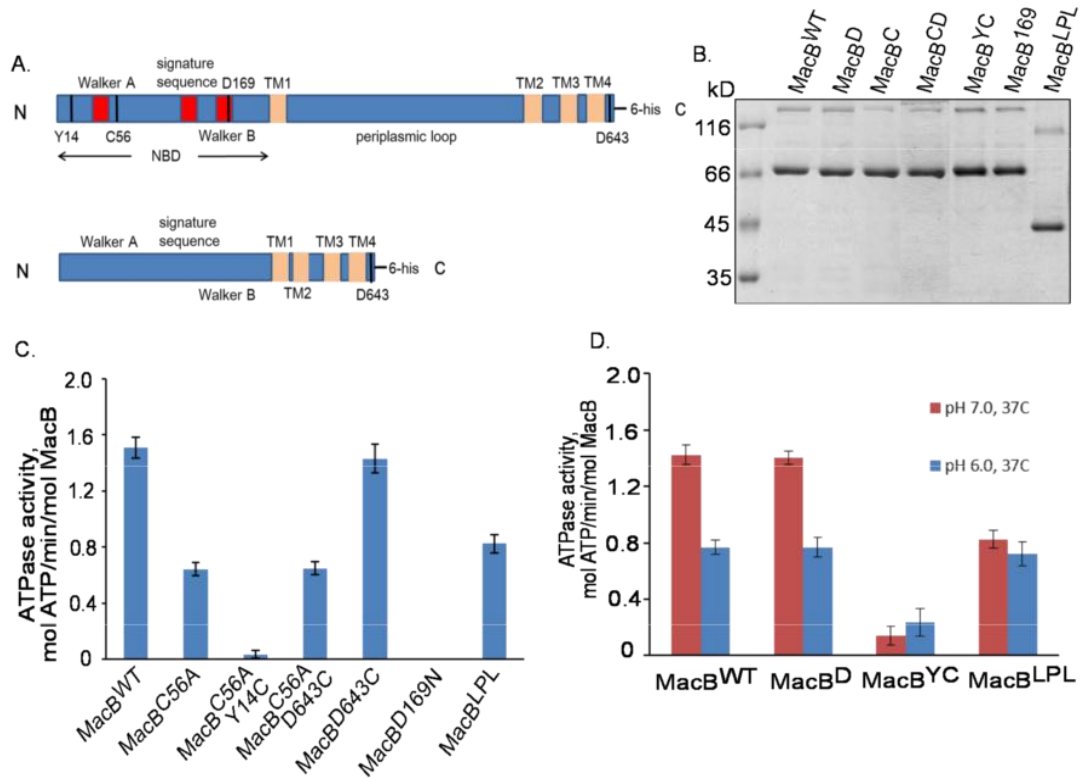 A.
Walker A
signature
sequence
D169
TM1
TM2
TM3
TM4
N
6-his
C
Y14
C56
Walker B
periplasmic loop
D643
NBD
Walker A
signature
sequence
TM1
TM3
TM4
N
6-his
C
Walker B
TM2
D643
B.
kD
MacBWT
MacBD
MacBC
MacBCD
MacBYC
MacB169
MacBLPL
116
66
45
35
C.
ATPase activity,
mol ATP/min/mol MacB
2.0
1.6
1.2
0.8
0.4
0
MacBWT
MacBC56A
MacBC56A
Y14C
MacBC56A
D643C
MacBD643C
MacBD169N
MacBLPL
D.
ATPase activity,
mol ATP/min/mol MacB
2.0
1.6
1.2
0.8
0.4
0
pH 7.0, 37C
pH 6.0, 37C
MacBWT
MacBD
MacBYC
MacBLPL